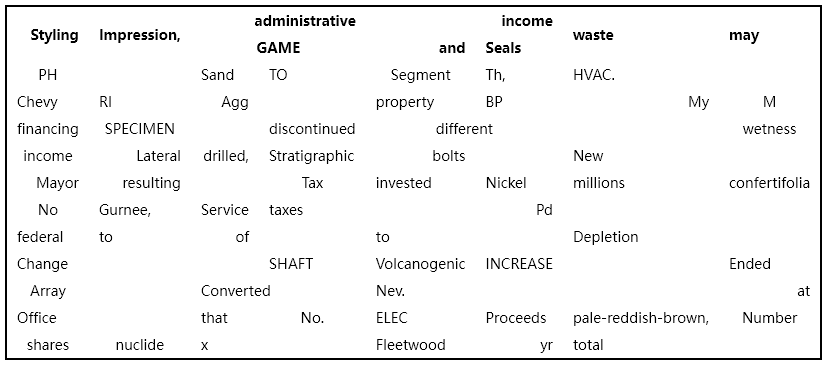 Styling Impression, administrative GAME and income Seals waste may
PH Sand TO Segment Th, HVAC.
Chevy RI Agg property BP My M
financing SPECIMEN discontinued different wetness
income Lateral drilled, Stratigraphic bolts New
Mayor resulting Tax invested Nickel millions confertifolia
No Gurnee, Service taxes Pd
federal to of to Depletion
Change SHAFT Volcanogenic INCREASE Ended
Array Converted Nev. at
Office that No. ELEC Proceeds pale-reddish-brown, Number
shares nuclide x Fleetwood yr total